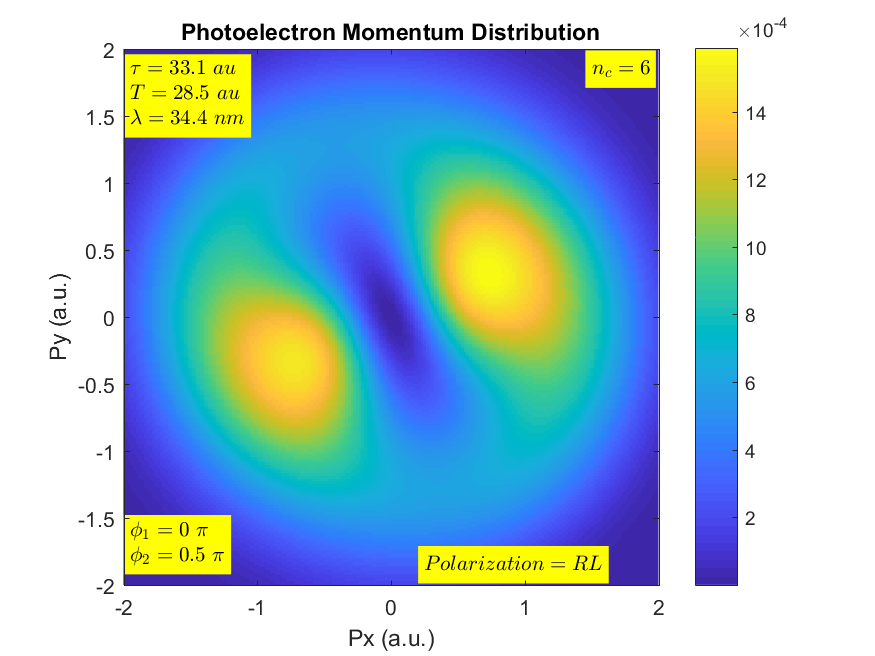 Photoelectron Momentum Distribution
×10⁻⁴
τ = 33.1 au
T = 28.5 au
λ = 34.4 nm
n_c = 6
ϕ₁ = 0 π
ϕ₂ = 0.5 π
Polarization = RL
2
1.5
1
0.5
0
-0.5
-1
-1.5
-2
Py (a.u.)
-2
-1
0
1
2
Px (a.u.)
14
12
10
8
6
4
2